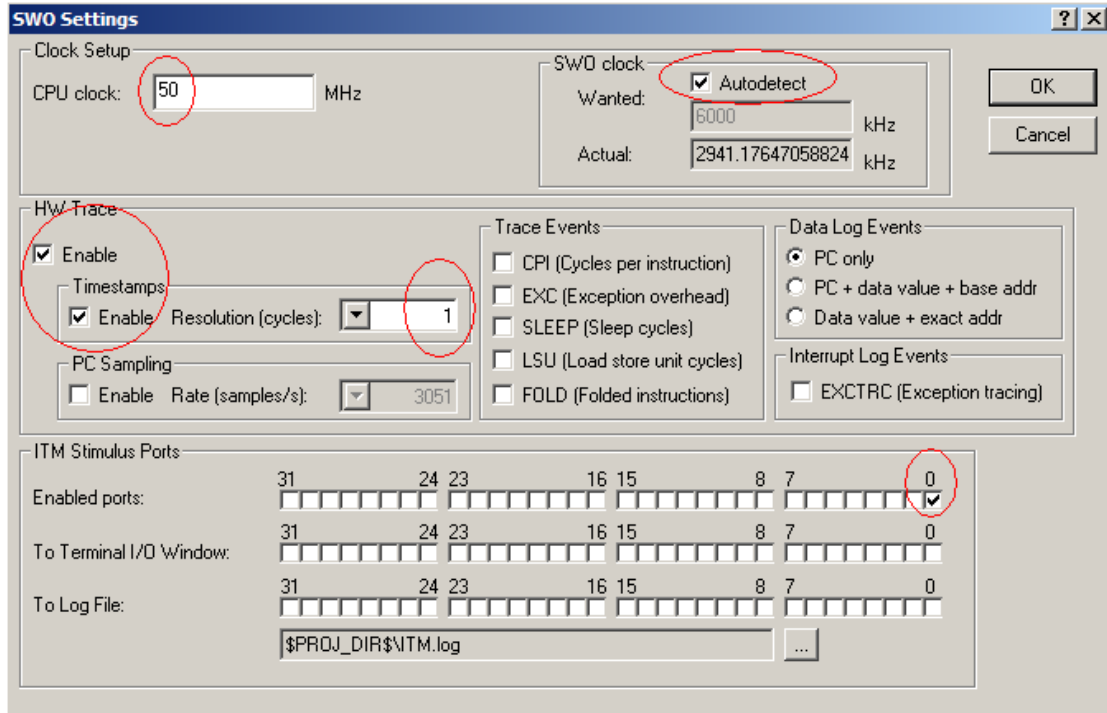 SWO Settings
Clock Setup
CPU clock: 50 MHz
SWO clock
Wanted: Autodetect
6000 kHz
Actual: 2941.17647058824 kHz
OK
Cancel
HW Trace
Enable
Timestamps
Enable Resolution (cycles): 1
PC Sampling
Enable Rate (samples/s): 3051
Trace Events
CPI (Cycles per instruction)
EXC (Exception overhead)
SLEEP (Sleep cycles)
LSU (Load store unit cycles)
FOLD (Folded instructions)
Data Log Events
PC only
PC + data value + base addr
Data value + exact addr
Interrupt Log Events
EXCTRC (Exception tracing)
ITM Stimulus Ports
31 24 23 16 15 8 7 0
Enabled ports:
31 24 23 16 15 8 7 0
To Terminal I/O Window:
31 24 23 16 15 8 7 0
To Log File:
$PROJ_DIR$\ITM.log ...